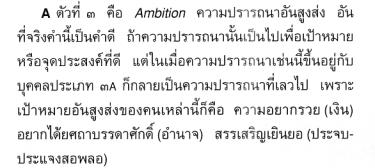 A ตัวที่ ๓ คือ Ambition ความปรารถนาอันสูงส่ง อัน
ที่จริงคำนี้เป็นคำดี ถ้าความปรารถนานั้นเป็นไปเพื่อเป้าหมาย
หรือจุดประสงค์ที่ดี แต่ในเมื่อความปรารถนาเช่นนี้ขึ้นอยู่กับ
บุคคลประเภท ๓A ก็กลายเป็นความปรารถนาที่เลวไป เพราะ
เป้าหมายอันสูงส่งของคนเหล่านี้ก็คือ ความอยากรวย (เงิน)
อยากได้ยศถาบรรดาศักดิ์ (อำนาจ) สรรเสริญเยินยอ (ประจบ-
ประแจงสอพลอ)